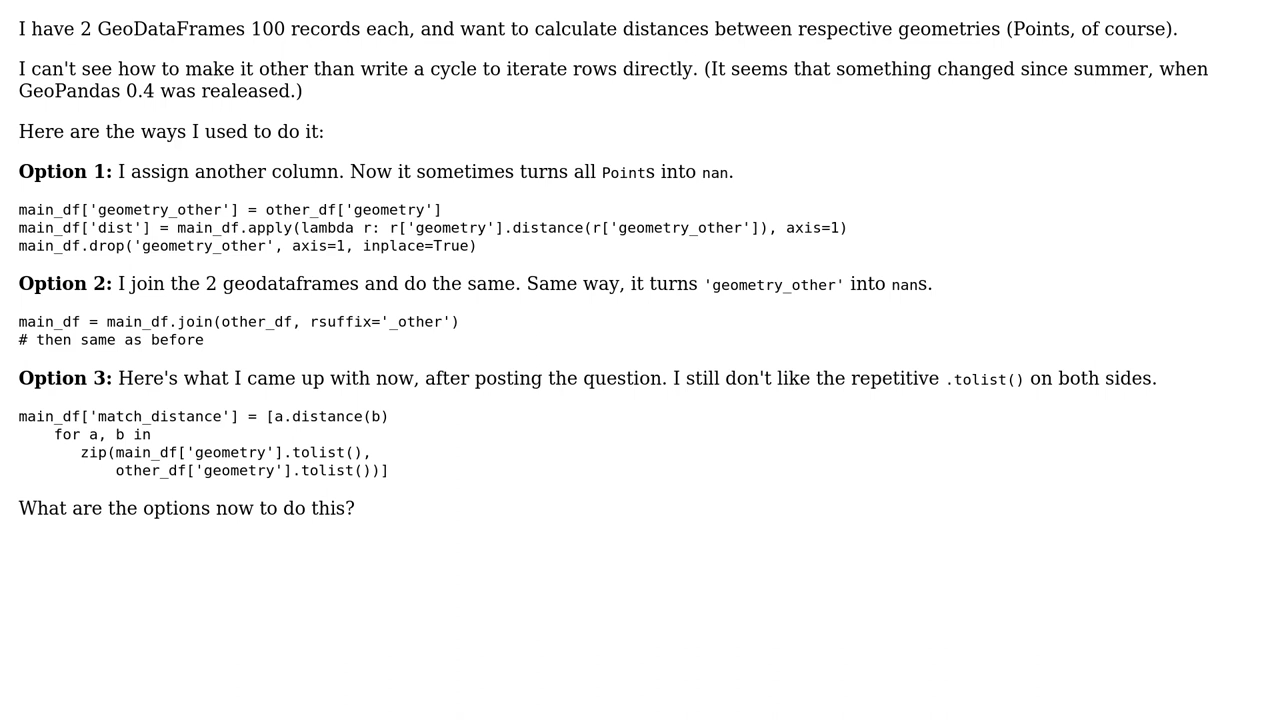 I have 2 GeoDataFrames 100 records each, and want to calculate distances between respective geometries (Points, of course).
I can't see how to make it other than write a cycle to iterate rows directly. (It seems that something changed since summer, when
GeoPandas 0.4 was realeased.)
Here are the ways I used to do it:
Option 1: I assign another column. Now it sometimes turns all Points into nan.
main_df['geometry_other'] = other_df['geometry']
main_df['dist'] = main_df.apply(lambda r: r['geometry'].distance(r['geometry_other']), axis=1)
main_df.drop('geometry_other', axis=1, inplace=True)
Option 2: I join the 2 geodataframes and do the same. Same way, it turns 'geometry_other' into nans.
main_df = main_df.join(other_df, rsuffix='_other')
# then same as before
Option 3: Here's what I came up with now, after posting the question. I still don't like the repetitive .tolist() on both sides.
main_df['match_distance'] = [a.distance(b)
    for a, b in
       zip(main_df['geometry'].tolist(),
           other_df['geometry'].tolist())]
What are the options now to do this?